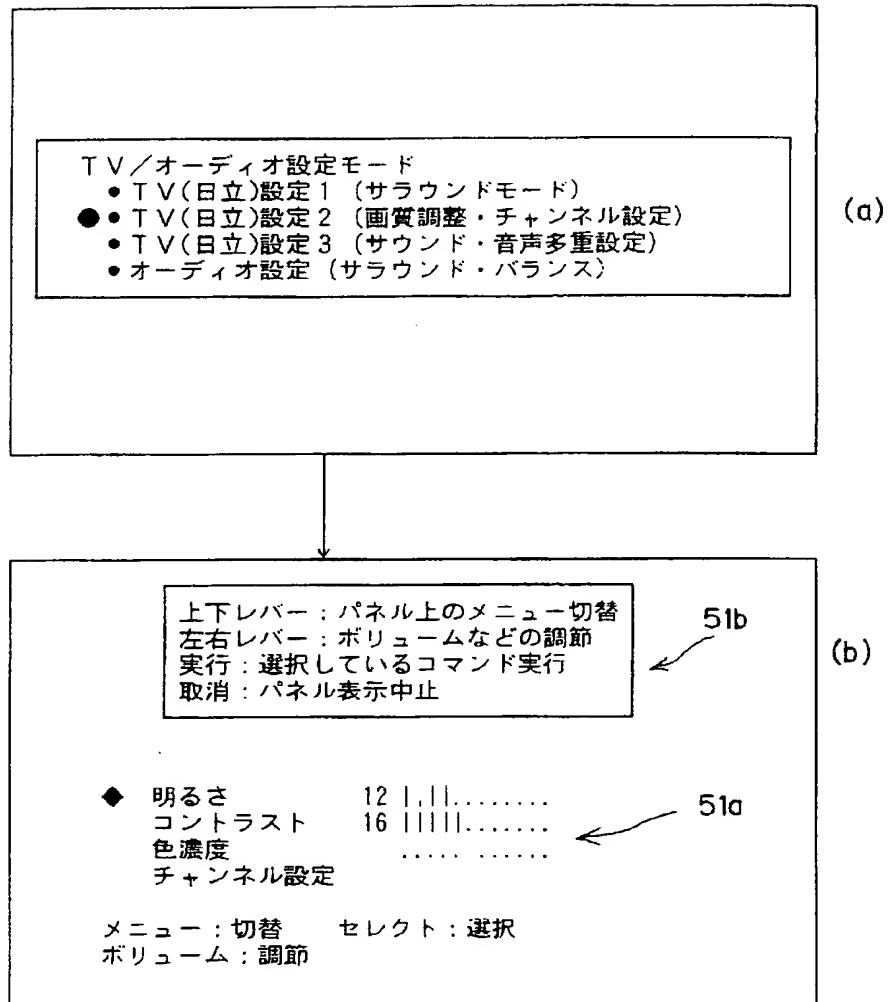 TV/オーディオ設定モード
•TV(日立)設定1 (サラウンドモード)
●•TV(日立)設定2 (画質調整・チャンネル設定)
•TV(日立)設定3 (サウンド・音声多重設定)
•オーディオ設定 (サラウンド・バランス)
(a)
上下レバー:パネル上のメニュー切替
左右レバー:ボリュームなどの調節
実行:選択しているコマンド実行
取消:パネル表示中止
51b
(b)
◆ 明るさ 12 |.||........
コントラスト 16 |||||.......
51a
色濃度 ..... ......
チャンネル設定
メニュー:切替 セレクト:選択
ボリューム:調節